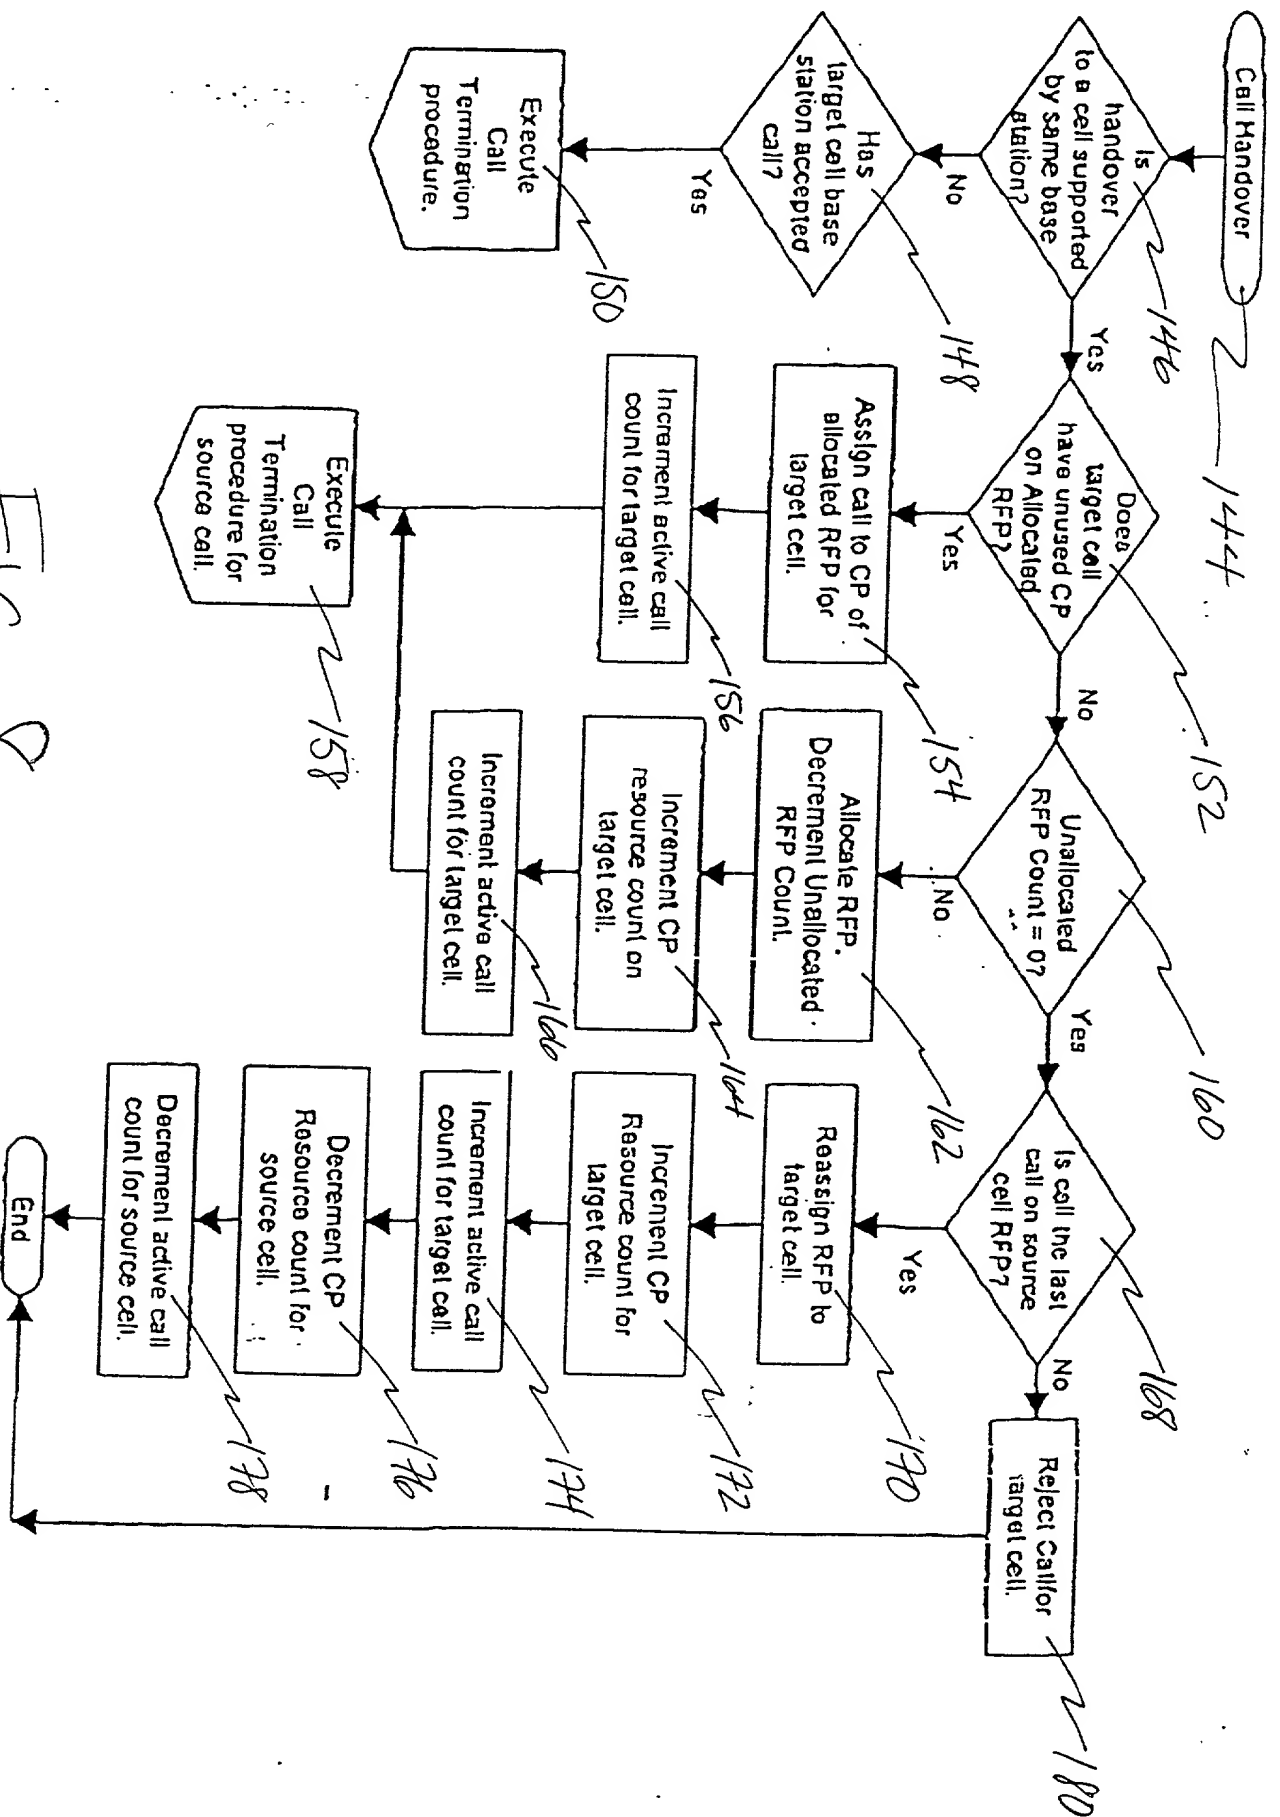 Call Handover
144
Is
handover
to a cell supported
by same base
station?
146
Yes
No
Has
target cell base
station accepted
call?
148
Yes
Execute
Call
Termination
procedure.
150
Does
target cell
have unused CP
on Allocated
RFP?
152
No
Yes
Assign call to CP of
allocated RFP for
target cell.
154
Increment active call
count for target cell.
156
Execute
Call
Termination
procedure for
source cell.
158
Unallocated
RFP Count = 0?
160
Yes
No
Allocate RFP.
Decrement Unallocated
RFP Count.
162
Increment CP
resource count on
target cell.
164
Increment active call
count for target cell.
166
Is call the last
call on source
cell RFP?
168
No
Yes
Reassign RFP to
target cell.
170
Increment CP
Resource count for
target cell.
172
Increment active call
count for target cell.
174
Decrement CP
Resource count for
source cell.
176
Decrement active call
count for source cell.
178
End
Reject Call for
target cell.
180